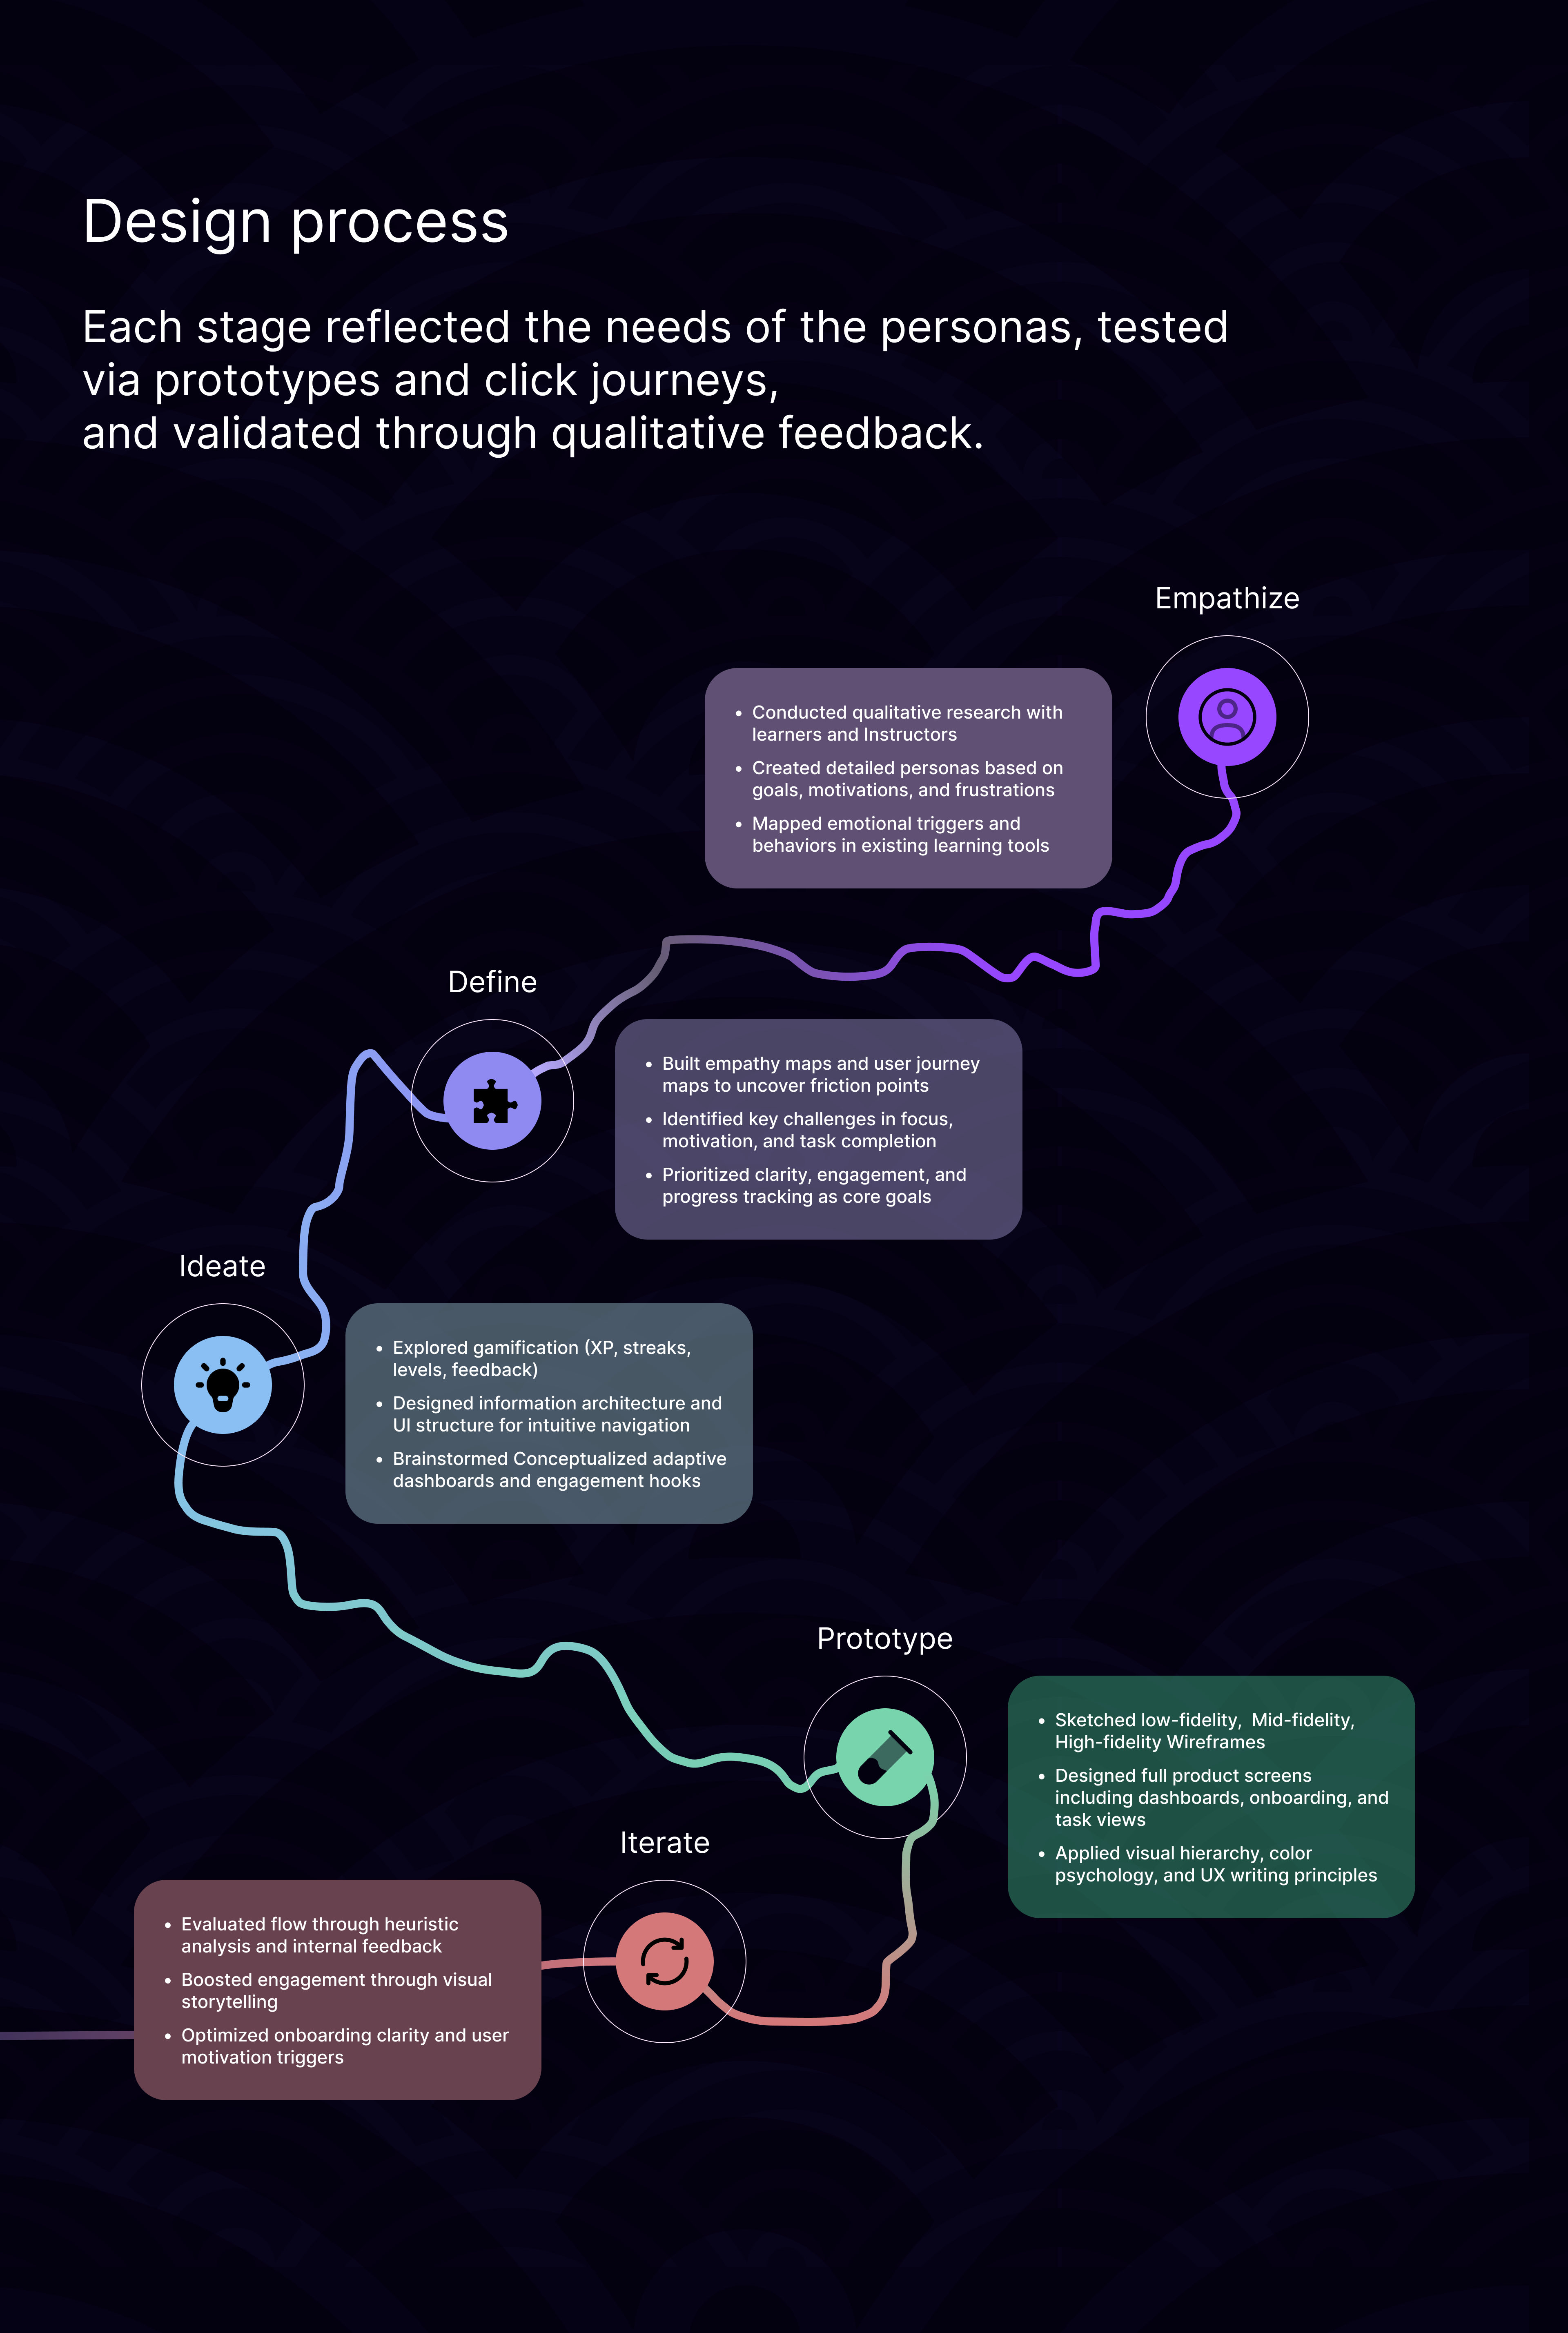 Design process
Each stage reflected the needs of the personas, tested
via prototypes and click journeys,
and validated through qualitative feedback.
Empathize
• Conducted qualitative research with
learners and Instructors
• Created detailed personas based on
goals, motivations, and frustrations
• Mapped emotional triggers and
behaviors in existing learning tools
Define
• Built empathy maps and user journey
maps to uncover friction points
• Identified key challenges in focus,
motivation, and task completion
• Prioritized clarity, engagement, and
progress tracking as core goals
Ideate
• Explored gamification (XP, streaks,
levels, feedback)
• Designed information architecture and
UI structure for intuitive navigation
• Brainstormed Conceptualized adaptive
dashboards and engagement hooks
Prototype
• Sketched low-fidelity,  Mid-fidelity,
High-fidelity Wireframes
• Designed full product screens
including dashboards, onboarding, and
task views
• Applied visual hierarchy, color
psychology, and UX writing principles
Iterate
• Evaluated flow through heuristic
analysis and internal feedback
• Boosted engagement through visual
storytelling
• Optimized onboarding clarity and user
motivation triggers